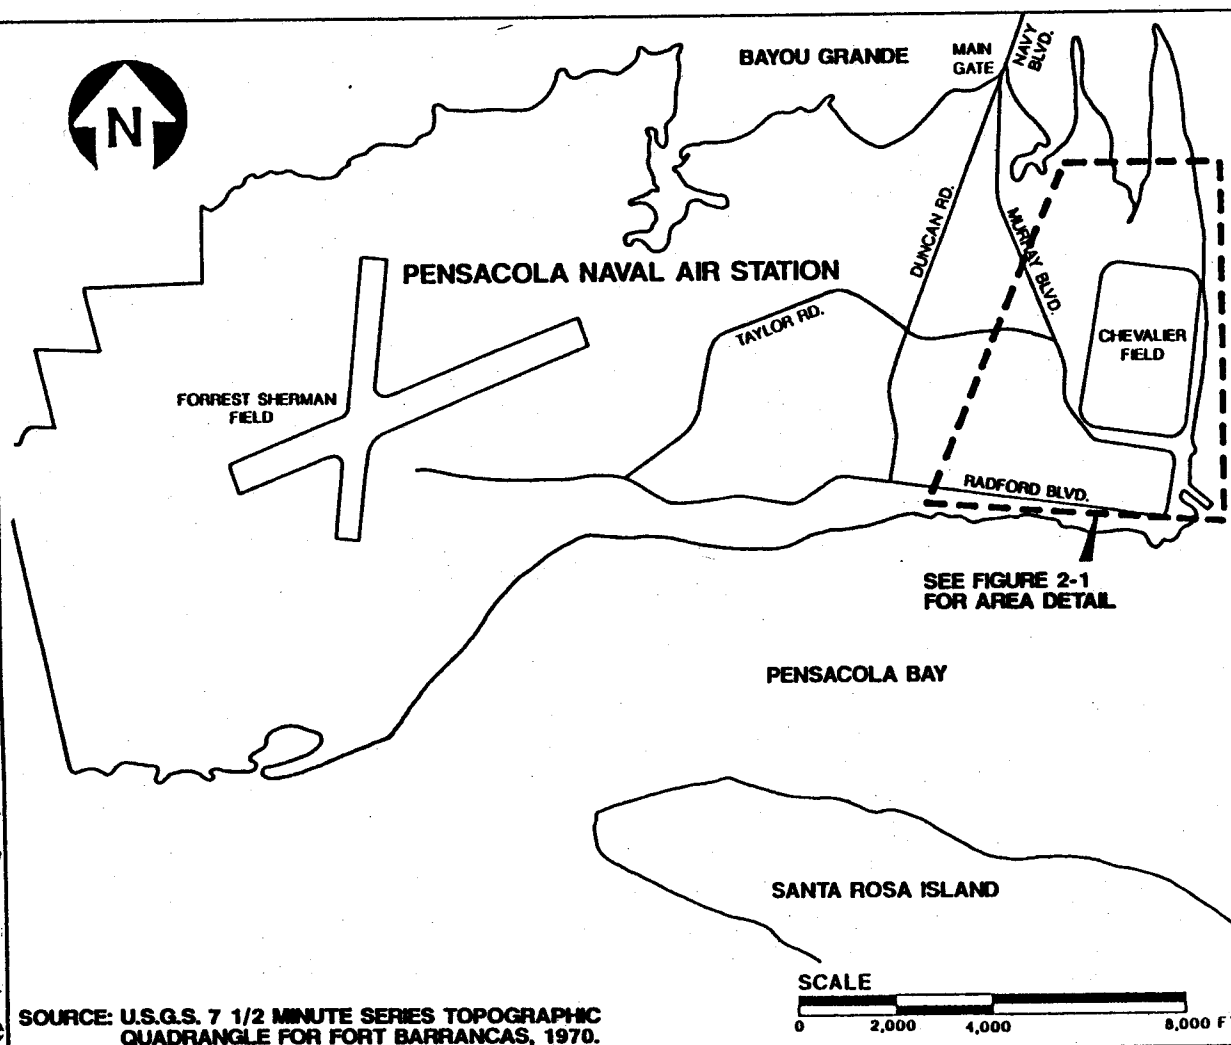 BAYOU GRANDE
MAIN
GATE
NAVY
BLVD.
N
DUNCAN RD.
MURRAY BLVD.
PENSACOLA NAVAL AIR STATION
TAYLOR RD.
CHEVALIER
FIELD
FORREST SHERMAN
FIELD
RADFORD BLVD.
SEE FIGURE 2-1
FOR AREA DETAIL
PENSACOLA BAY
SANTA ROSA ISLAND
SCALE
0 2,000 4,000 8,000 F
SOURCE: U.S.G.S. 7 1/2 MINUTE SERIES TOPOGRAPHIC
QUADRANGLE FOR FORT BARRANCAS, 1970.